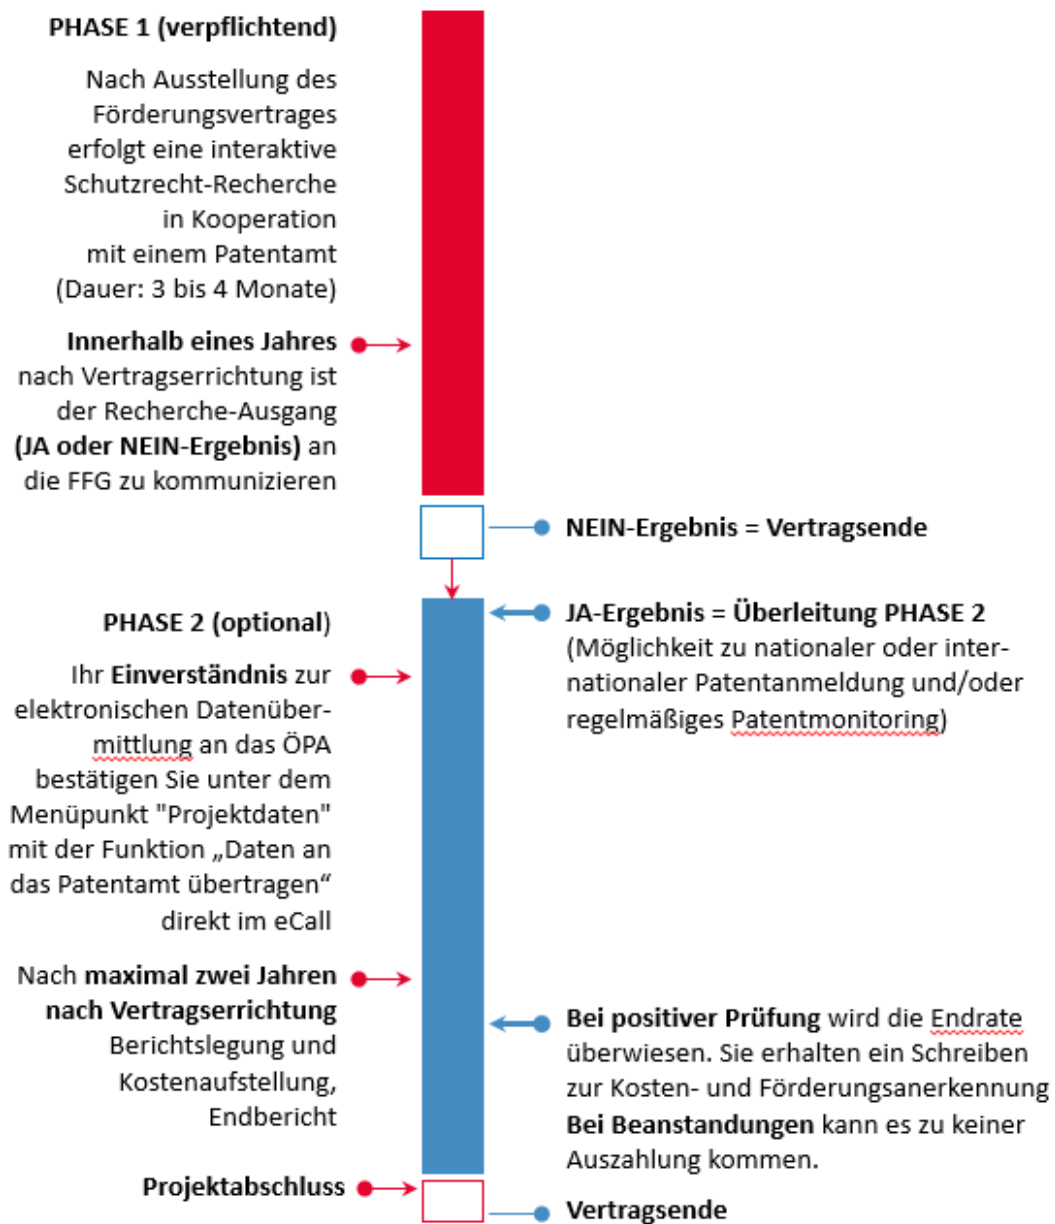 PHASE 1 (verpflichtend)
Nach Ausstellung des
Förderungsvertrages
erfolgt eine interaktive
Schutzrecht-Recherche
in Kooperation
mit einem Patentamt
(Dauer: 3 bis 4 Monate)
Innerhalb eines Jahres
nach Vertragserrichtung ist
der Recherche-Ausgang
(JA oder NEIN-Ergebnis) an
die FFG zu kommunizieren
NEIN-Ergebnis = Vertragsende
JA-Ergebnis = Überleitung PHASE 2
(Möglichkeit zu nationaler oder inter-
nationaler Patentanmeldung und/oder
regelmäßiges Patentmonitoring)
PHASE 2 (optional)
Ihr Einverständnis zur
elektronischen Datenüber-
mittlung an das ÖPA
bestätigen Sie unter dem
Menüpunkt "Projektdaten"
mit der Funktion „Daten an
das Patentamt übertragen“
direkt im eCall
Nach maximal zwei Jahren
nach Vertragserrichtung
Berichtslegung und
Kostenaufstellung,
Endbericht
Bei positiver Prüfung wird die Endrate
überwiesen. Sie erhalten ein Schreiben
zur Kosten- und Förderungsanerkennung
Bei Beanstandungen kann es zu keiner
Auszahlung kommen.
Projektabschluss
Vertragsende